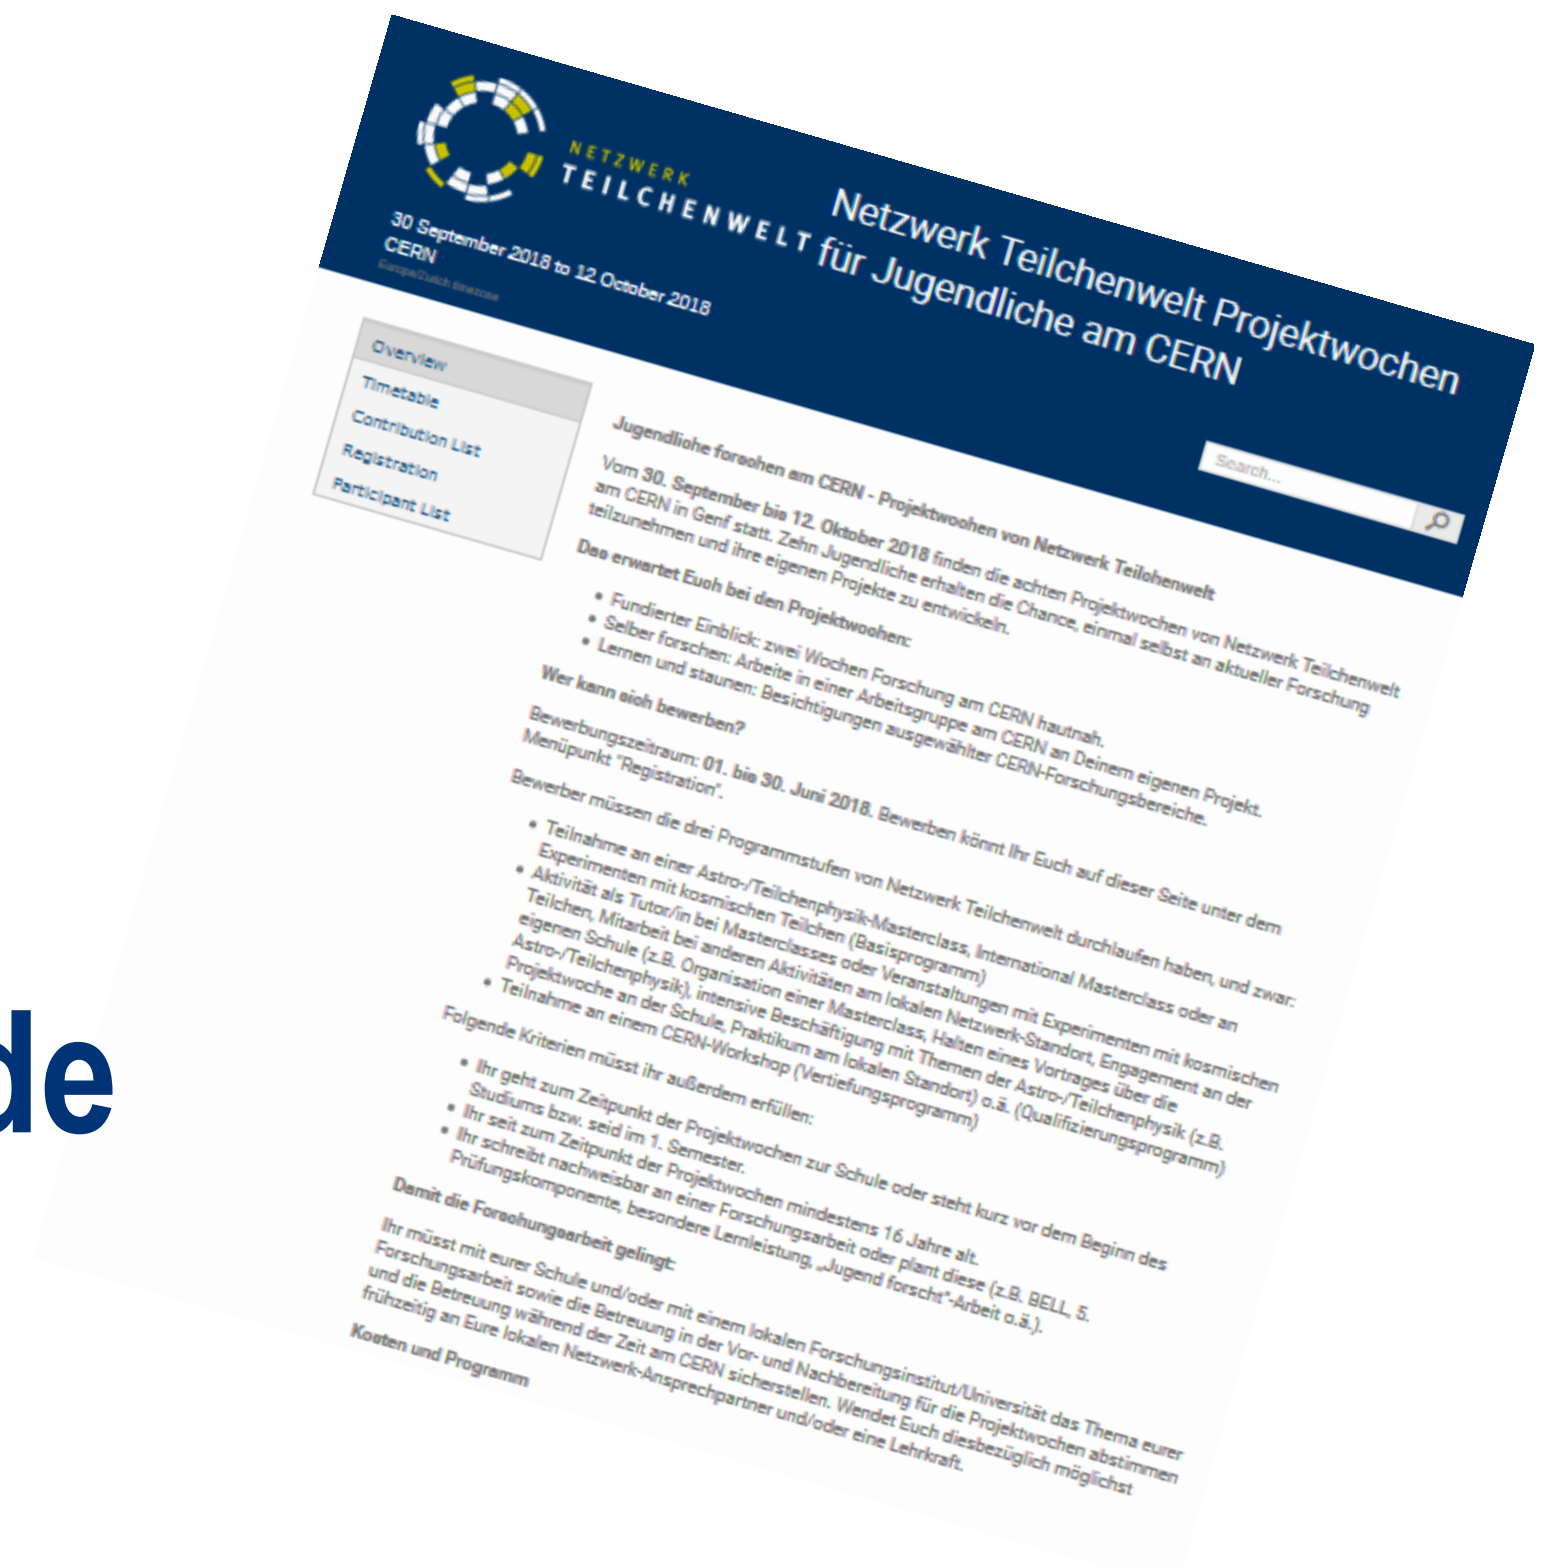 NETZWERK
TEILCHENWELT
Netzwerk Teilchenwelt Projektwochen
für Jugendliche am CERN
30 September 2018 to 12 October 2018
CERN
Europe/Zurich timezone
Search...
Overview
Timetable
Contribution List
Registration
Participant List
Jugendliche forschen am CERN - Projektwochen von Netzwerk Teilchenwelt
Vom 30. September bis 12. Oktober 2018 finden die achten Projektwochen von Netzwerk Teilchenwelt
am CERN in Genf statt. Zehn Jugendliche erhalten die Chance, einmal selbst an aktueller Forschung
teilzunehmen und ihre eigenen Projekte zu entwickeln.
Das erwartet Euch bei den Projektwochen:
• Fundierter Einblick: zwei Wochen Forschung am CERN hautnah.
• Selber forschen: Arbeite in einer Arbeitsgruppe am CERN an Deinem eigenen Projekt.
• Lernen und staunen: Besichtigungen ausgewählter CERN-Forschungsbereiche.
Wer kann sich bewerben?
Bewerbungszeitraum: 01. bis 30. Juni 2018. Bewerben könnt Ihr Euch auf dieser Seite unter dem
Menüpunkt "Registration".
Bewerber müssen die drei Programmstufen von Netzwerk Teilchenwelt durchlaufen haben, und zwar:
• Teilnahme an einer Astro-/Teilchenphysik-Masterclass, International Masterclass oder an
Experimenten mit kosmischen Teilchen (Basisprogramm)
• Aktivität als Tutor/in bei Masterclasses oder Veranstaltungen mit Experimenten mit kosmischen
Teilchen, Mitarbeit bei anderen Aktivitäten am lokalen Netzwerk-Standort, Engagement an der
eigenen Schule (z.B. Organisation einer Masterclass, Halten eines Vortrages über die
Astro-/Teilchenphysik), intensive Beschäftigung mit Themen der Astro-/Teilchenphysik (z.B.
Projektwoche an der Schule, Praktikum am lokalen Standort) o.ä. (Qualifizierungsprogramm)
• Teilnahme an einem CERN-Workshop (Vertiefungsprogramm)
Folgende Kriterien müsst ihr außerdem erfüllen:
• Ihr geht zum Zeitpunkt der Projektwochen zur Schule oder steht kurz vor dem Beginn des
Studiums bzw. seid im 1. Semester.
• Ihr seit zum Zeitpunkt der Projektwochen mindestens 16 Jahre alt.
• Ihr schreibt nachweisbar an einer Forschungsarbeit oder plant diese (z.B. BELL, 5.
Prüfungskomponente, besondere Lernleistung, „Jugend forscht"-Arbeit o.ä.).
Damit die Forschungsarbeit gelingt:
Ihr müsst mit eurer Schule und/oder mit einem lokalen Forschungsinstitut/Universität das Thema eurer
Forschungsarbeit sowie die Betreuung in der Vor- und Nachbereitung für die Projektwochen abstimmen
und die Betreuung während der Zeit am CERN sicherstellen. Wendet Euch diesbezüglich möglichst
frühzeitig an Eure lokalen Netzwerk-Ansprechpartner und/oder eine Lehrkraft.
Kosten und Programm
de